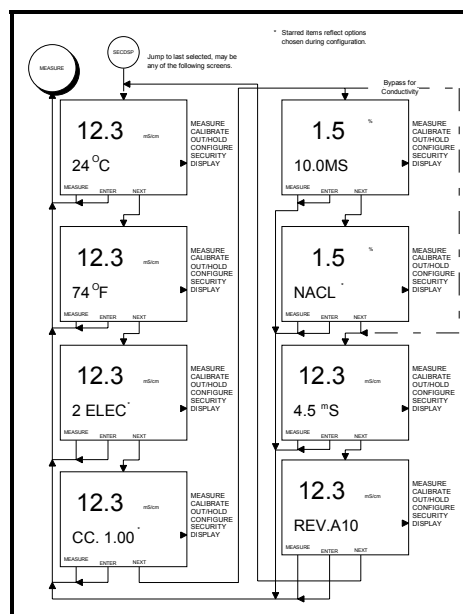 MEASURE
SECDSP
Jump to last selected, may be
any of the following screens.
* Starred items reflect options
chosen during configuration.
Bypass for
Conductivity
12.3 mS/cm
24 °C
MEASURE
CALIBRATE
OUT/HOLD
CONFIGURE
SECURITY
DISPLAY
MEASURE ENTER NEXT
12.3 mS/cm
74 °F
MEASURE
CALIBRATE
OUT/HOLD
CONFIGURE
SECURITY
DISPLAY
MEASURE ENTER NEXT
12.3 mS/cm
2 ELEC*
MEASURE
CALIBRATE
OUT/HOLD
CONFIGURE
SECURITY
DISPLAY
MEASURE ENTER NEXT
12.3 mS/cm
CC. 1.00 *
MEASURE
CALIBRATE
OUT/HOLD
CONFIGURE
SECURITY
DISPLAY
MEASURE ENTER NEXT
1.5 %
10.0MS
MEASURE
CALIBRATE
OUT/HOLD
CONFIGURE
SECURITY
DISPLAY
MEASURE ENTER NEXT
1.5 %
NACL *
MEASURE
CALIBRATE
OUT/HOLD
CONFIGURE
SECURITY
DISPLAY
MEASURE ENTER NEXT
12.3 mS/cm
4.5 mS
MEASURE
CALIBRATE
OUT/HOLD
CONFIGURE
SECURITY
DISPLAY
MEASURE ENTER NEXT
12.3 mS/cm
REV.A10
MEASURE
CALIBRATE
OUT/HOLD
CONFIGURE
SECURITY
DISPLAY
MEASURE ENTER NEXT